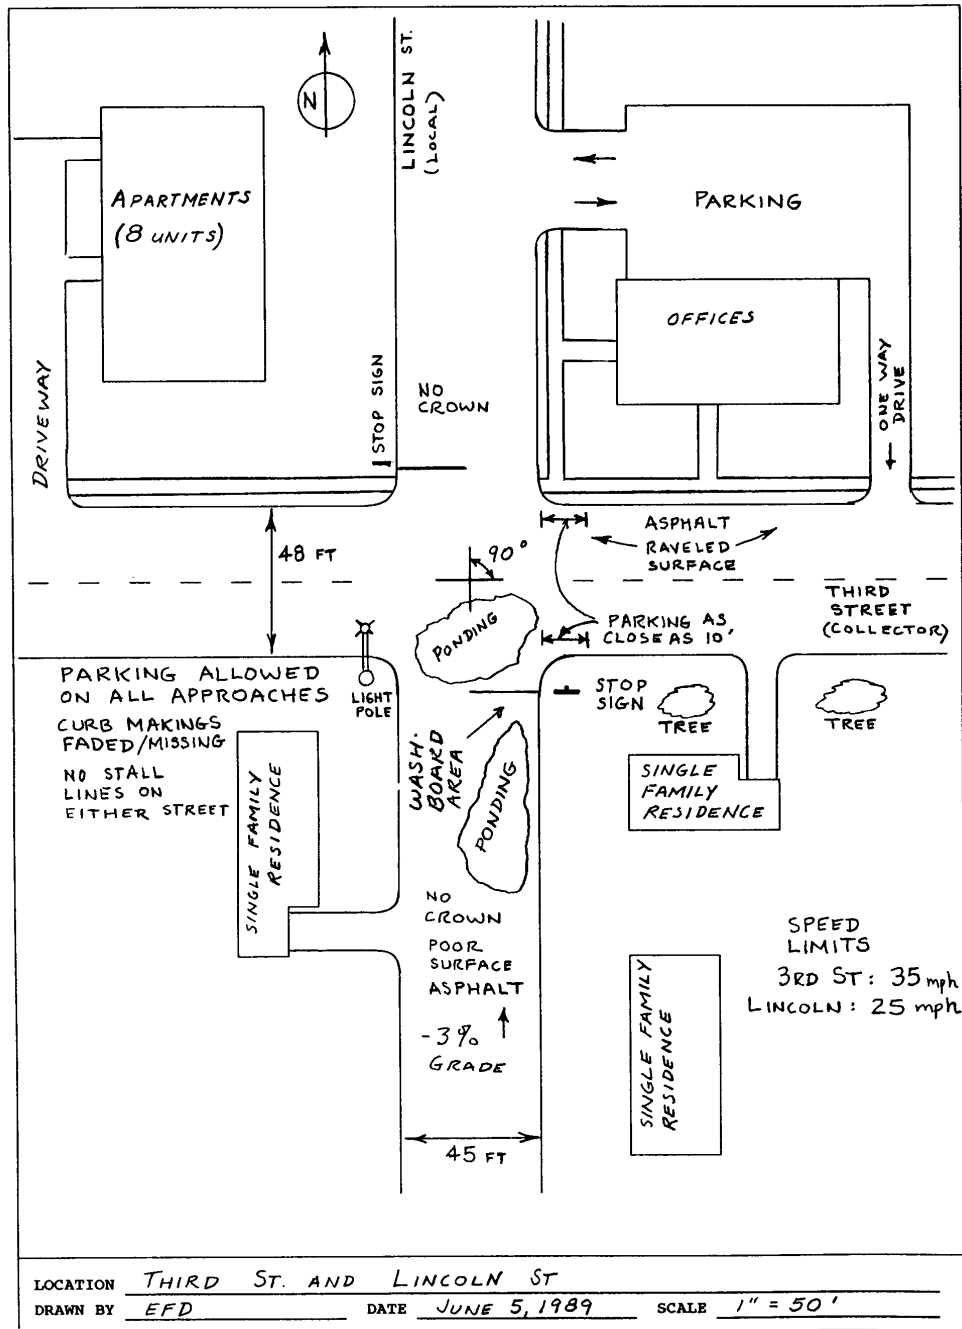 N
LINCOLN ST.
(LOCAL)
APARTMENTS
(8 UNITS)
PARKING
OFFICES
DRIVEWAY
STOP SIGN
NO
CROWN
ONE WAY
DRIVE
48 FT
90°
ASPHALT
RAVELED
SURFACE
PONDING
PARKING AS
CLOSE AS 10'
THIRD
STREET
(COLLECTOR)
PARKING ALLOWED
ON ALL APPROACHES
LIGHT
POLE
STOP
SIGN
TREE
TREE
CURB MAKINGS
FADED/MISSING
NO STALL
LINES ON
EITHER STREET
SINGLE FAMILY
RESIDENCE
WASH-
BOARD
AREA
PONDING
SINGLE
FAMILY
RESIDENCE
NO
CROWN
POOR
SURFACE
ASPHALT
-3%
GRADE
SINGLE FAMILY
RESIDENCE
SPEED
LIMITS
3RD ST: 35 mph
LINCOLN: 25 mph
45 FT
LOCATION THIRD ST. AND LINCOLN ST
DRAWN BY EFD DATE JUNE 5, 1989 SCALE 1" = 50'